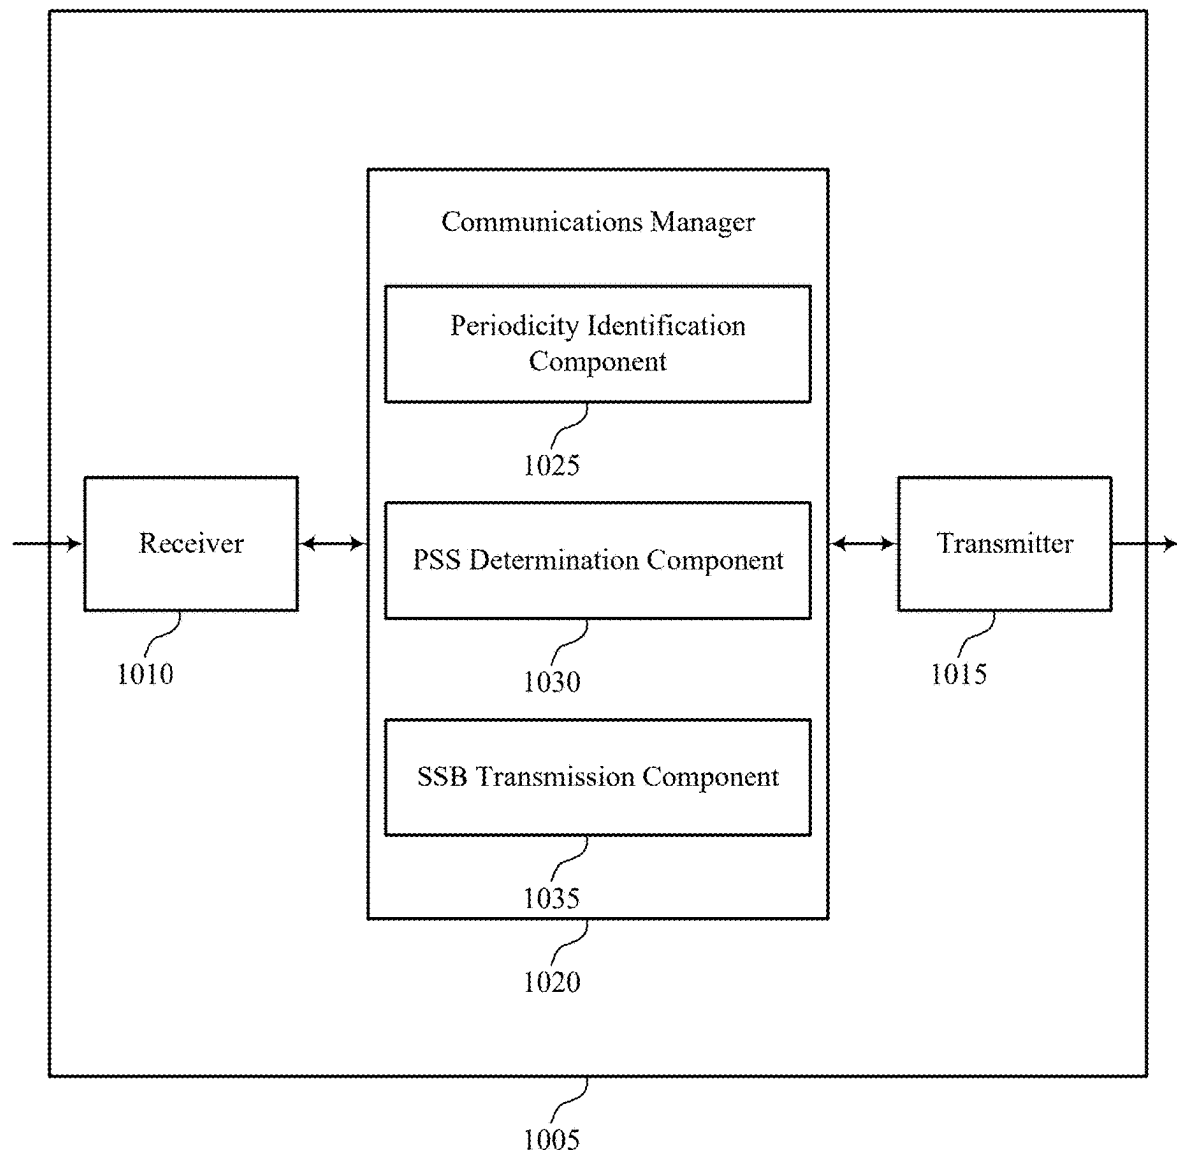 Communications Manager
Periodicity Identification
Component
1025
Receiver
1010
PSS Determination Component
1030
Transmitter
1015
SSB Transmission Component
1035
1020
1005